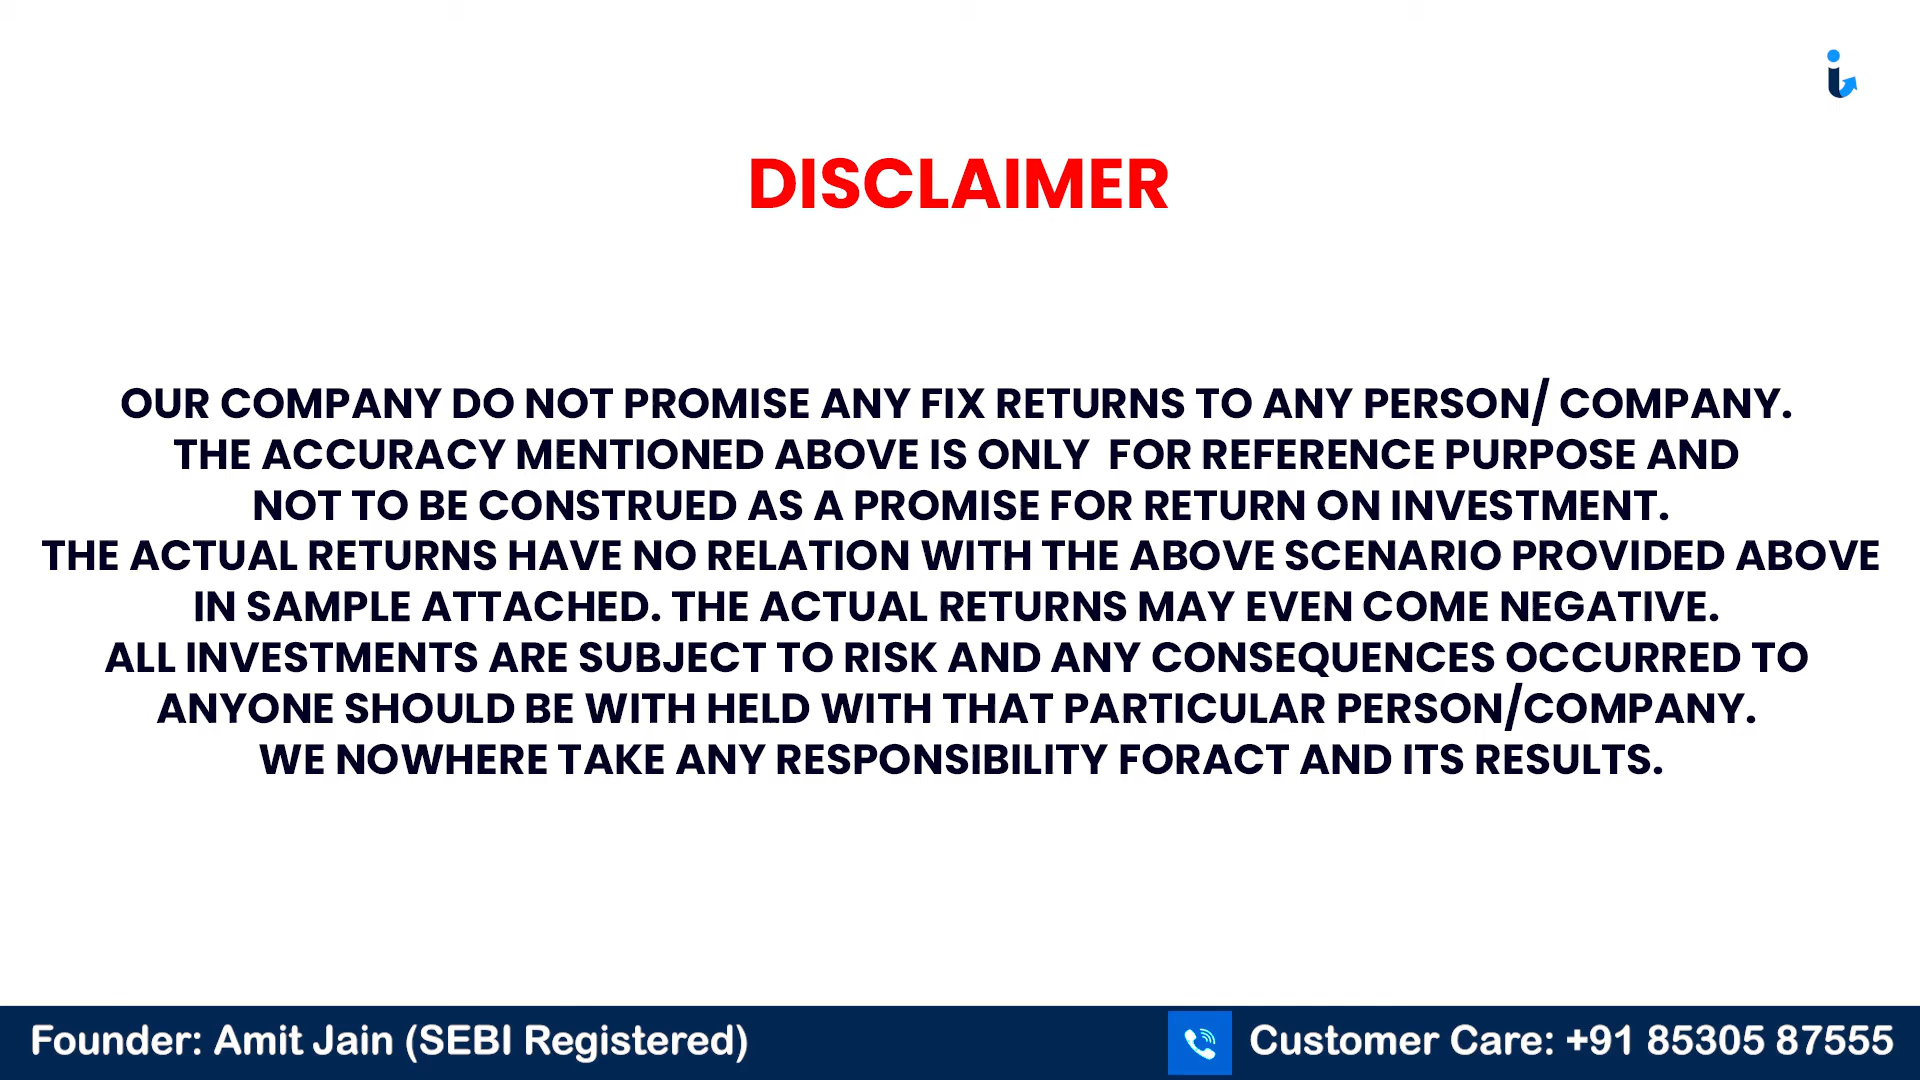 DISCLAIMER
OUR COMPANY DO NOT PROMISE ANY FIX RETURNS TO ANY PERSON/ COMPANY.
THE ACCURACY MENTIONED ABOVE IS ONLY  FOR REFERENCE PURPOSE AND
NOT TO BE CONSTRUED AS A PROMISE FOR RETURN ON INVESTMENT.
THE ACTUAL RETURNS HAVE NO RELATION WITH THE ABOVE SCENARIO PROVIDED ABOVE
IN SAMPLE ATTACHED. THE ACTUAL RETURNS MAY EVEN COME NEGATIVE.
ALL INVESTMENTS ARE SUBJECT TO RISK AND ANY CONSEQUENCES OCCURRED TO
ANYONE SHOULD BE WITH HELD WITH THAT PARTICULAR PERSON/COMPANY.
WE NOWHERE TAKE ANY RESPONSIBILITY FORACT AND ITS RESULTS.
Founder: Amit Jain (SEBI Registered)
Customer Care: +91 85305 87555